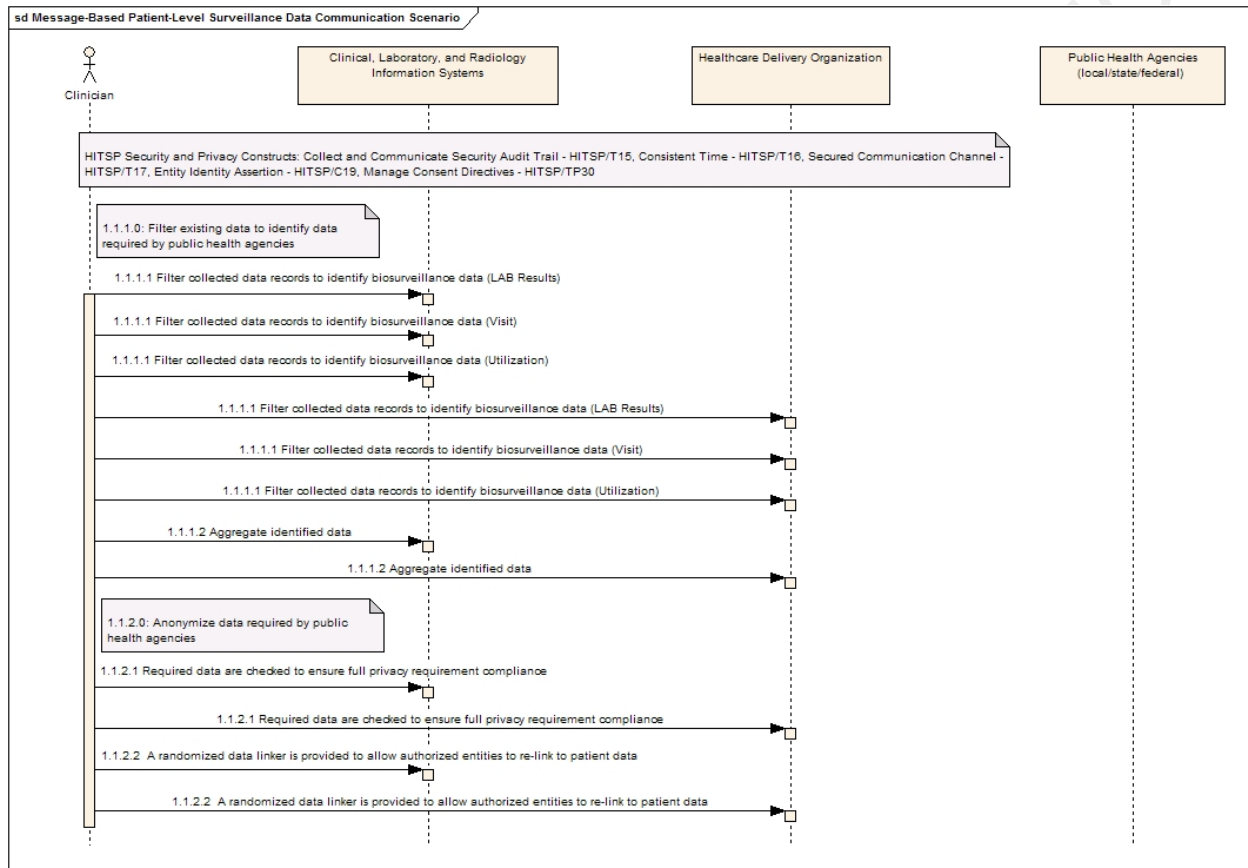 sd Message-Based Patient-Level Surveillance Data Communication Scenario
Clinician
Clinical, Laboratory, and Radiology
Information Systems
Healthcare Delivery Organization
Public Health Agencies
(local/state/federal)
HITSP Security and Privacy Constructs: Collect and Communicate Security Audit Trail - HITSP/T15, Consistent Time - HITSP/T16, Secured Communication Channel -
HITSP/T17, Entity Identity Assertion - HITSP/C19, Manage Consent Directives - HITSP/TP30
1.1.1.0: Filter existing data to identify data
required by public health agencies
1.1.1.1 Filter collected data records to identify biosurveillance data (LAB Results)
1.1.1.1 Filter collected data records to identify biosurveillance data (Visit)
1.1.1.1 Filter collected data records to identify biosurveillance data (Utilization)
1.1.1.1 Filter collected data records to identify biosurveillance data (LAB Results)
1.1.1.1 Filter collected data records to identify biosurveillance data (Visit)
1.1.1.1 Filter collected data records to identify biosurveillance data (Utilization)
1.1.1.2 Aggregate identified data
1.1.1.2 Aggregate identified data
1.1.2.0: Anonymize data required by public
health agencies
1.1.2.1 Required data are checked to ensure full privacy requirement compliance
1.1.2.1 Required data are checked to ensure full privacy requirement compliance
1.1.2.2  A randomized data linker is provided to allow authorized entities to re-link to patient data
1.1.2.2  A randomized data linker is provided to allow authorized entities to re-link to patient data